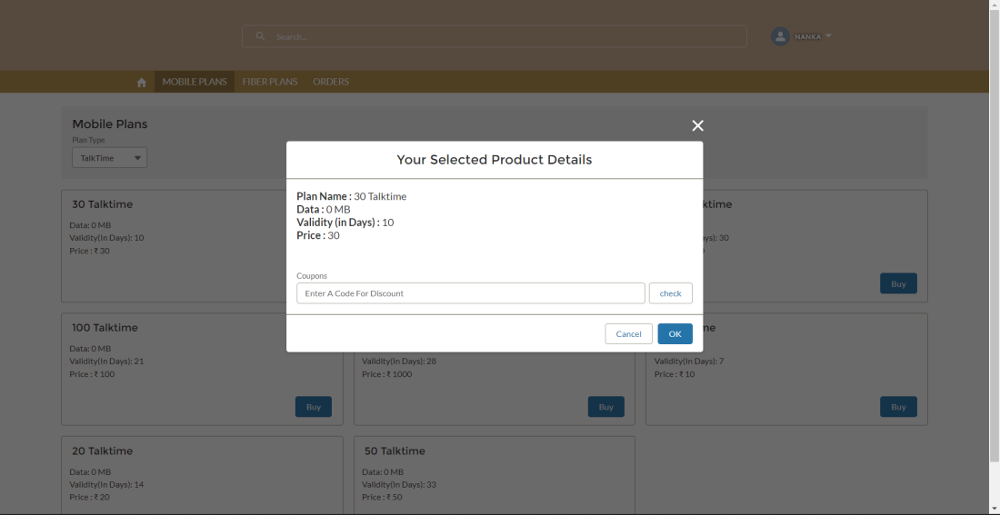 Search...
NANKA
MOBILE PLANS FIBER PLANS ORDERS
Mobile Plans
Plan Type
TalkTime
Your Selected Product Details
Plan Name : 30 Talktime
Data : 0 MB
Validity (in Days) : 10
Price : 30
Coupons
Enter A Code For Discount
check
Cancel
OK
30 Talktime
Data: 0 MB
Validity(In Days): 10
Price : ₹ 30
ktime
ys): 30
Buy
100 Talktime
Data: 0 MB
Validity(In Days): 21
Price : ₹ 100
Buy
Validity(In Days): 28
Price : ₹ 1000
Buy
me
Validity(In Days): 7
Price : ₹ 10
Buy
20 Talktime
Data: 0 MB
Validity(In Days): 14
Price : ₹ 20
50 Talktime
Data: 0 MB
Validity(In Days): 33
Price : ₹ 50